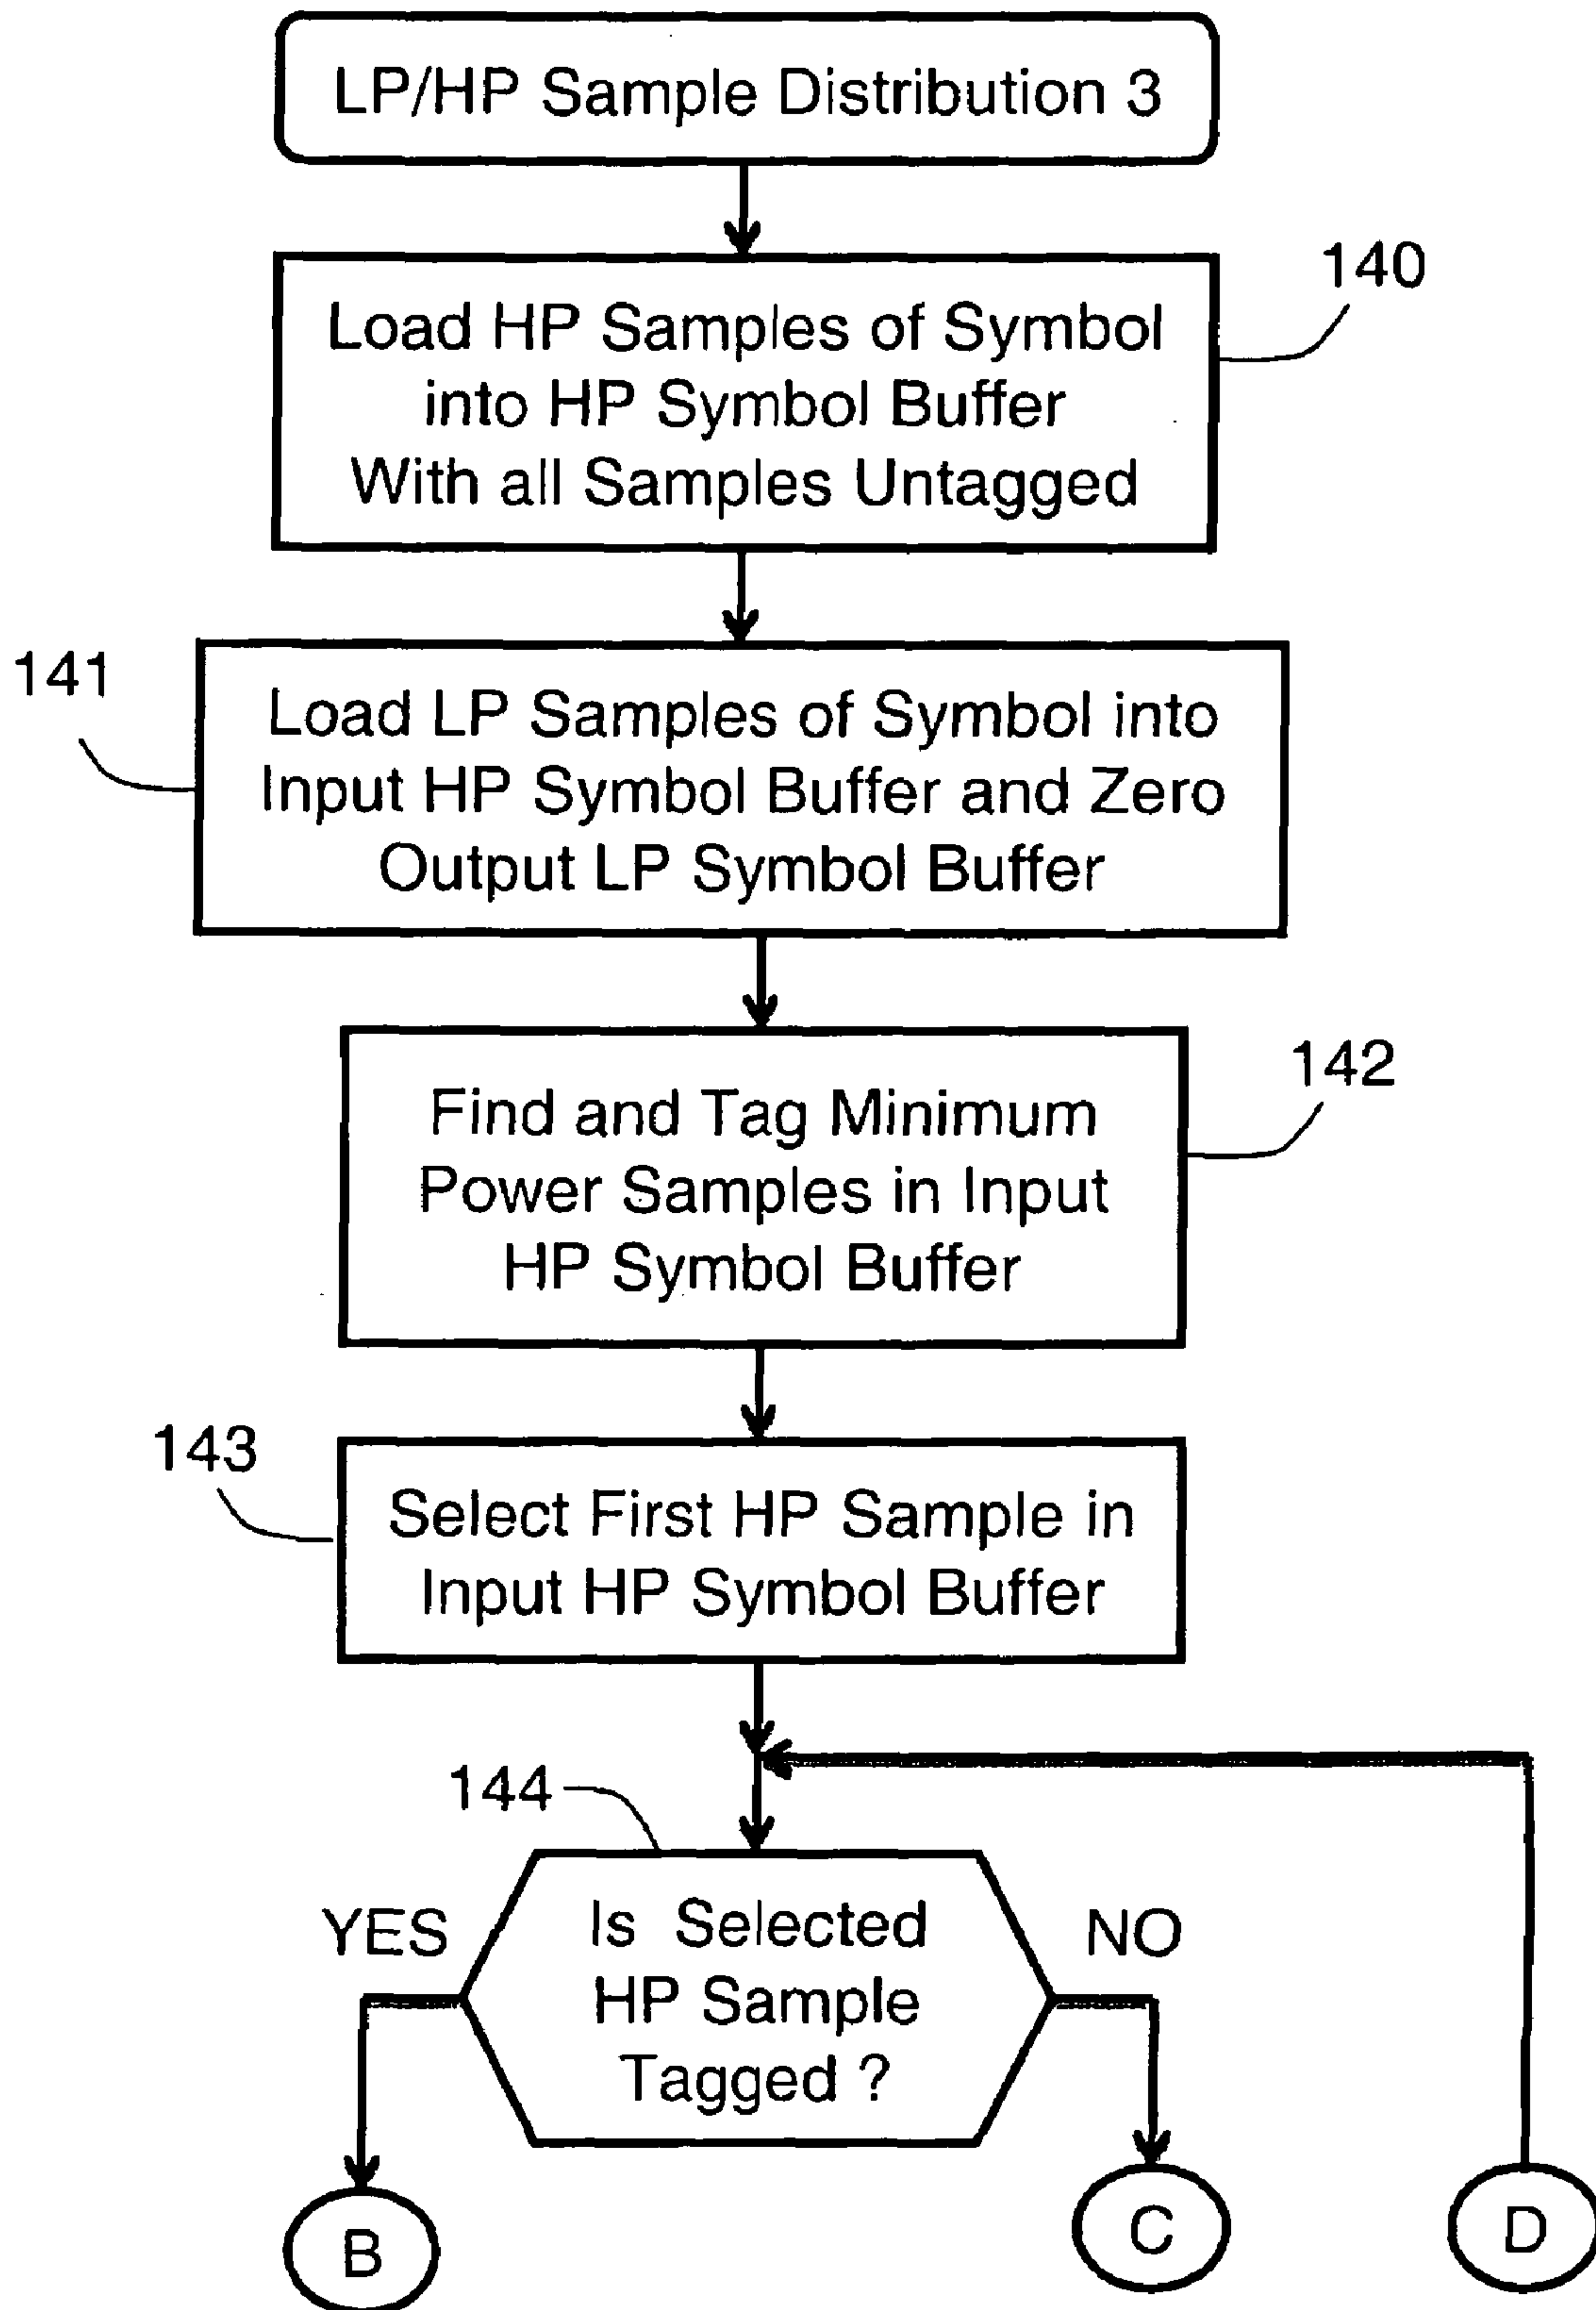 LP/HP Sample Distribution 3
140
Load HP Samples of Symbol
into HP Symbol Buffer
With all Samples Untagged
141
Load LP Samples of Symbol into
Input HP Symbol Buffer and Zero
Output LP Symbol Buffer
142
Find and Tag Minimum
Power Samples in Input
HP Symbol Buffer
143
Select First HP Sample in
Input HP Symbol Buffer
144
YES
Is Selected
HP Sample
Tagged ?
NO
B
C
D